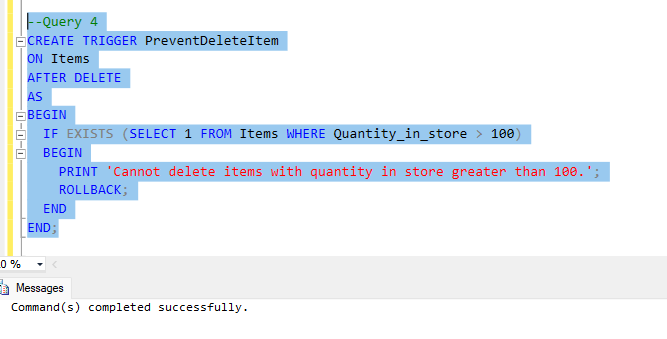 --Query 4
CREATE TRIGGER PreventDeleteItem
ON Items
AFTER DELETE
AS
BEGIN
IF EXISTS (SELECT 1 FROM Items WHERE Quantity_in_store > 100)
BEGIN
PRINT 'Cannot delete items with quantity in store greater than 100.';
ROLLBACK;
END
END;
0 %
Messages
Command(s) completed successfully.